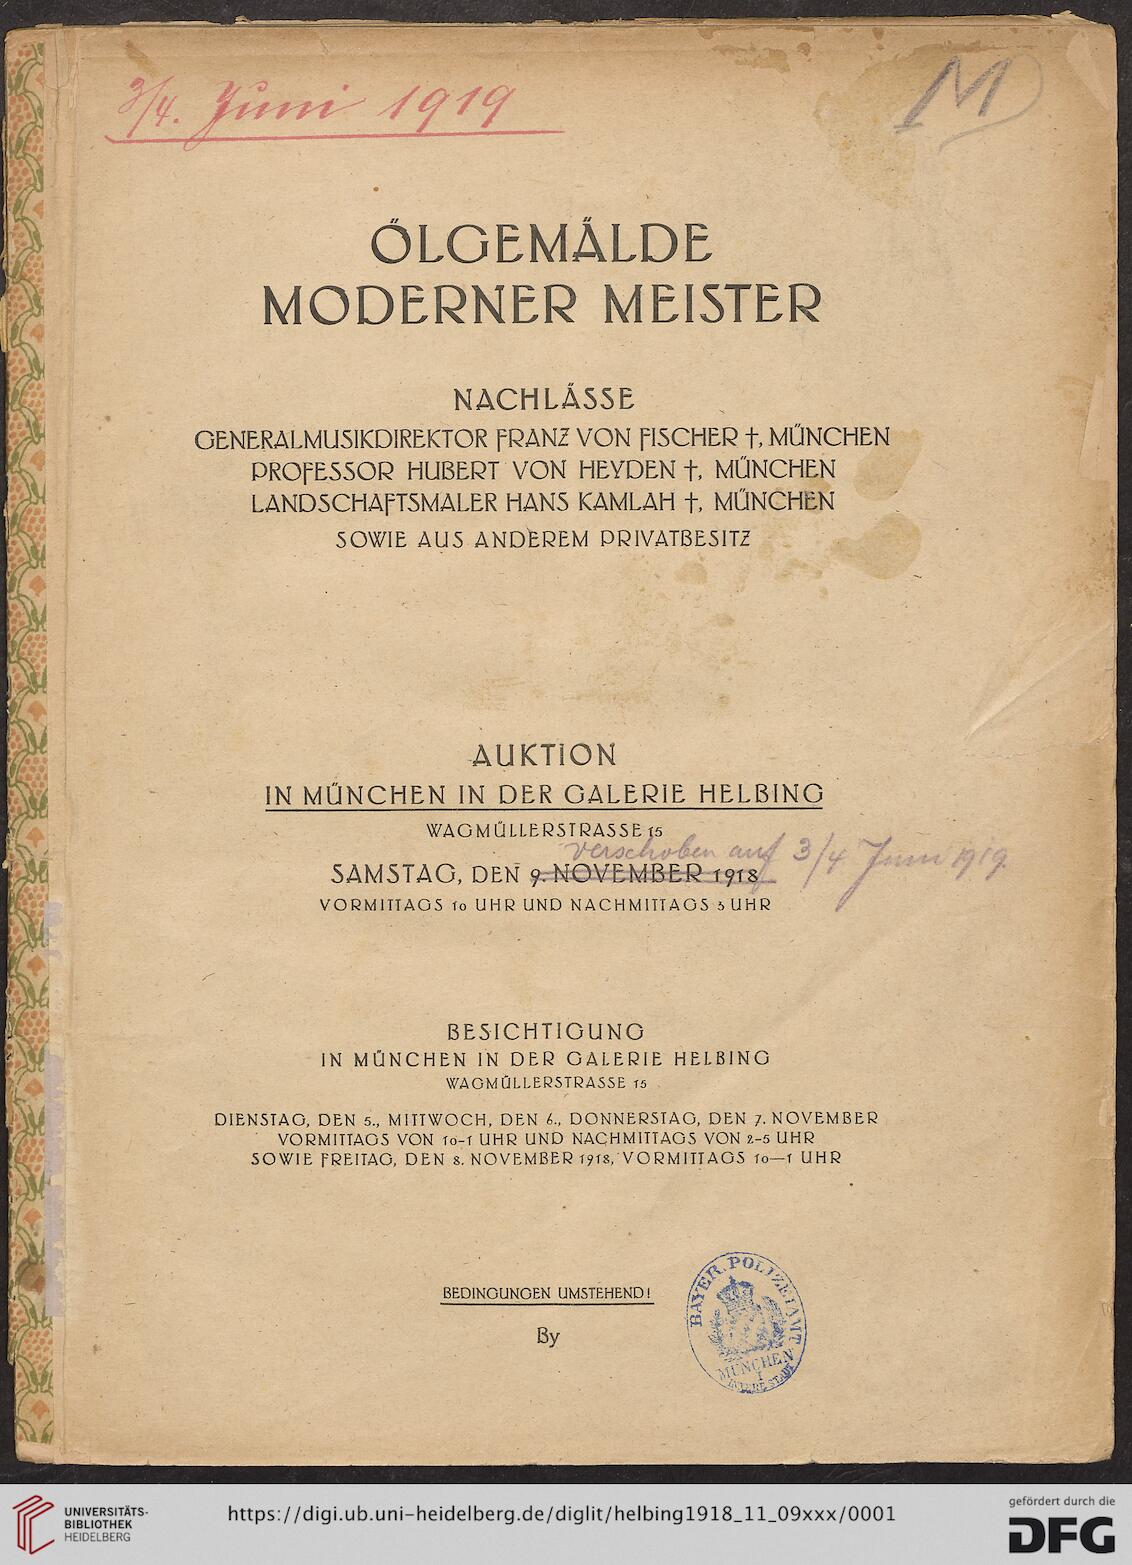 3/4. Juni 1919
M
ÖLGEMÄLDE
MODERNER MEISTER
NACHLÄSSE
GENERALMUSIKDIREKTOR FRANZ VON FISCHER †, MÜNCHEN
PROFESSOR HUBERT VON HEYDEN †, MÜNCHEN
LANDSCHAFTSMALER HANS KAMLAH †, MÜNCHEN
SOWIE AUS ANDEREM PRIVATBESITZ
AUKTION
IN MÜNCHEN IN DER GALERIE HELBING
WAGMÜLLERSTRASSE 15
verschoben auf 3/4 Juni 1919.
SAMSTAG, DEN 9. NOVEMBER 1918
VORMITTAGS 10 UHR UND NACHMITTAGS 3 UHR
BESICHTIGUNG
IN MÜNCHEN IN DER GALERIE HELBING
WAGMÜLLERSTRASSE 15
DIENSTAG, DEN 5., MITTWOCH, DEN 6., DONNERSTAG, DEN 7. NOVEMBER
VORMITTAGS VON 10-1 UHR UND NACHMITTAGS VON 2-5 UHR
SOWIE FREITAG, DEN 8. NOVEMBER 1918, VORMITTAGS 10—1 UHR
BEDINGUNGEN UMSTEHEND!
By
BAYER. POLIZEIAMT
MÜNCHEN
I
INNERE STADT
UNIVERSITÄTS-
BIBLIOTHEK
HEIDELBERG
https://digi.ub.uni-heidelberg.de/diglit/helbing1918_11_09xxx/0001
gefördert durch die
DFG